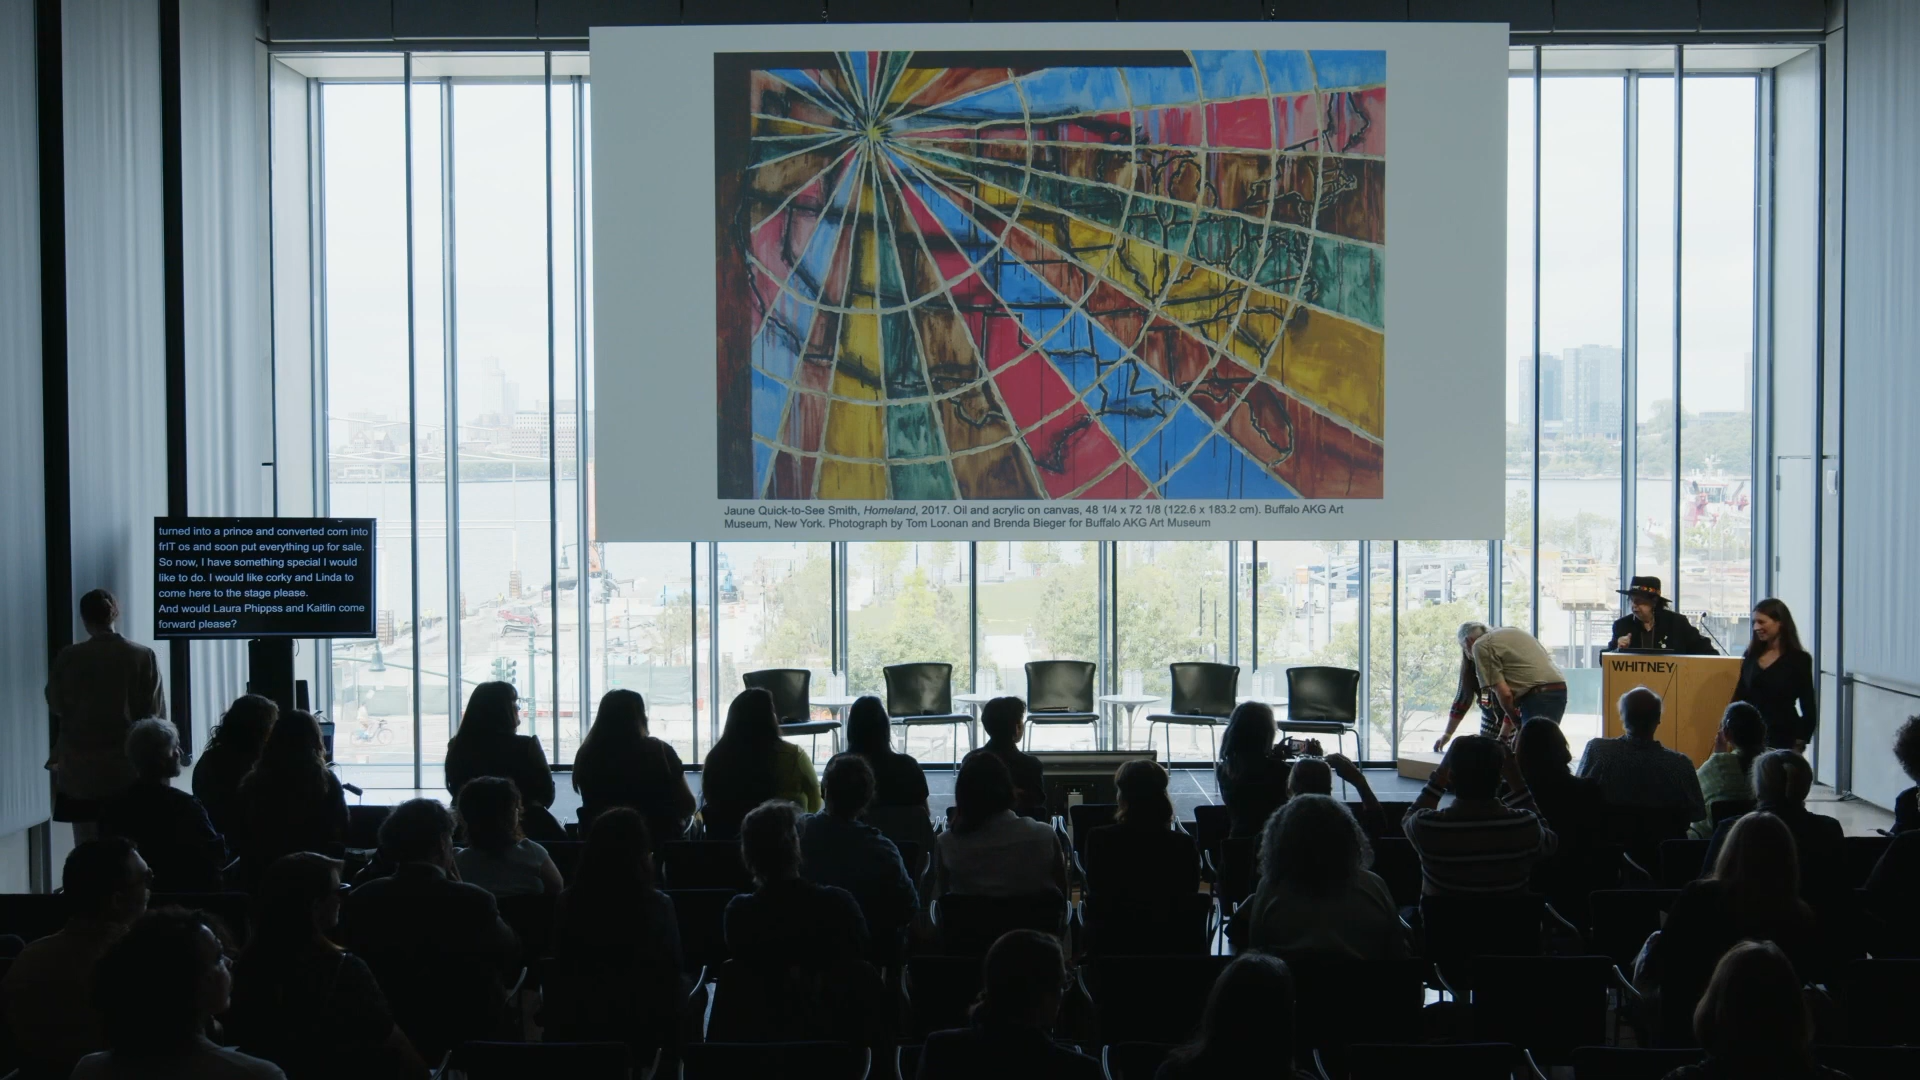 Jaune Quick-to-See Smith, Homeland, 2017. Oil and acrylic on canvas, 48 1/4 x 72 1/8 (122.6 x 183.2 cm). Buffalo AKG Art
Museum, New York. Photograph by Tom Loonan and Brenda Bieger for Buffalo AKG Art Museum
turned into a prince and converted corn into
frIT os and soon put everything up for sale.
So now, I have something special I would
like to do. I would like corky and Linda to
come here to the stage please.
And would Laura Phippss and Kaitlin come
forward please?
WHITNEY